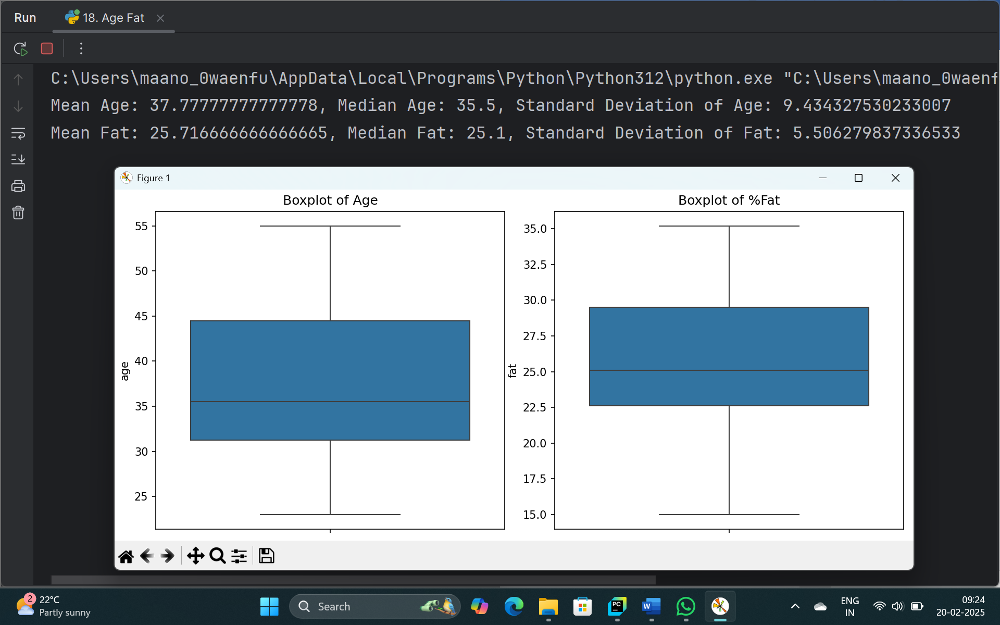 Run
18. Age Fat
C:\Users\maano_0waenfu\AppData\Local\Programs\Python\Python312\python.exe "C:\Users\maano_0waenf
Mean Age: 37.77777777777778, Median Age: 35.5, Standard Deviation of Age: 9.434327530233007
Mean Fat: 25.716666666666665, Median Fat: 25.1, Standard Deviation of Fat: 5.506279837336533
Figure 1
Boxplot of Age
55
50
45
40
35
30
25
age
Boxplot of %Fat
35.0
32.5
30.0
27.5
25.0
22.5
20.0
17.5
15.0
fat
2
22°C
Partly sunny
Search
PC
W
ENG
IN
09:24
20-02-2025